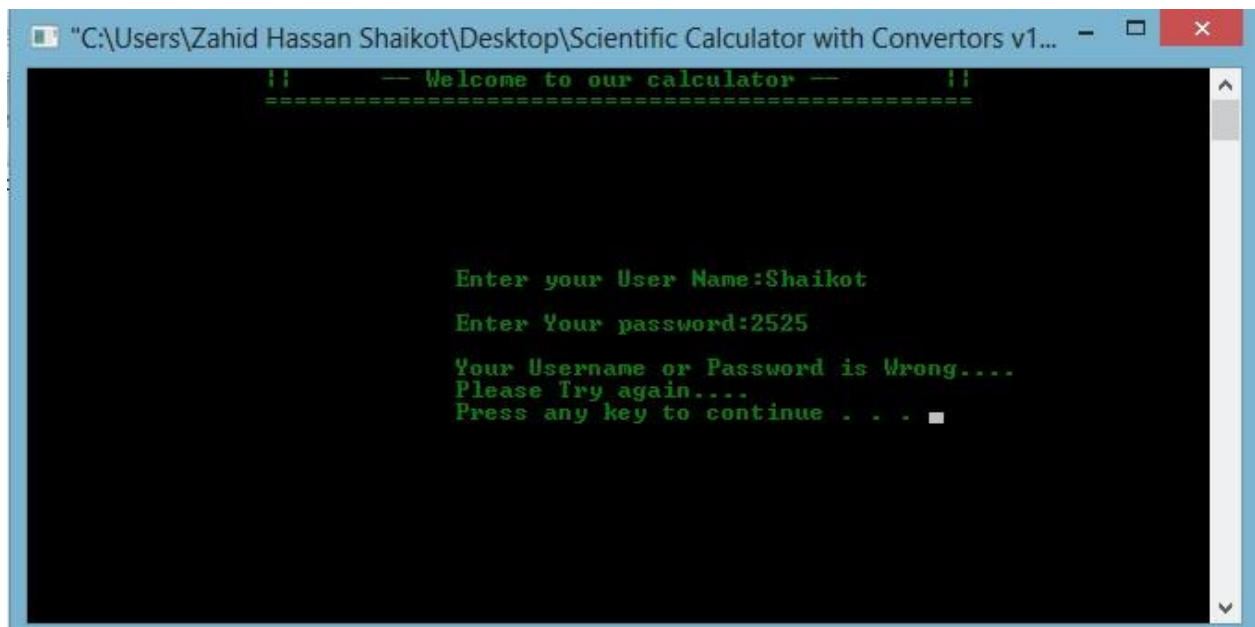 "C:\Users\Zahid Hassan Shaikot\Desktop\Scientific Calculator with Convertors v1...
|| -- Welcome to our calculator -- ||
================================================
Enter your User Name:Shaikot
Enter Your password:2525
Your Username or Password is Wrong....
Please Try again....
Press any key to continue . . .